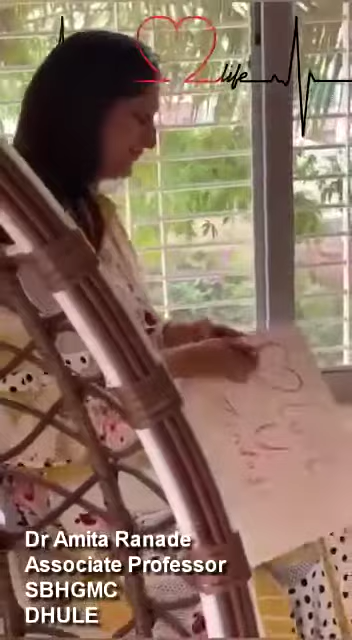 life
Dr Amita Ranade
Associate Professor
SBHGMC
DHULE